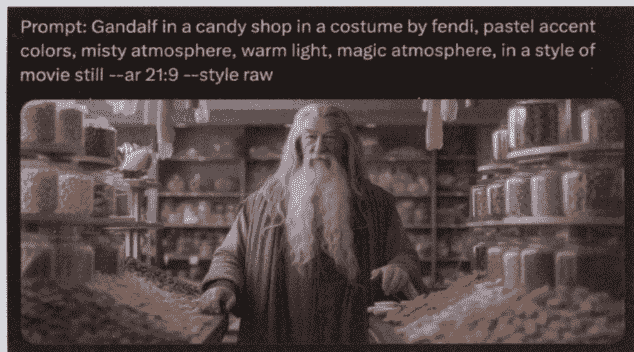 Prompt: Gandalf in a candy shop in a costume by fendi, pastel accent
colors, misty atmosphere, warm light, magic atmosphere, in a style of
movie still --ar 21:9 --style raw